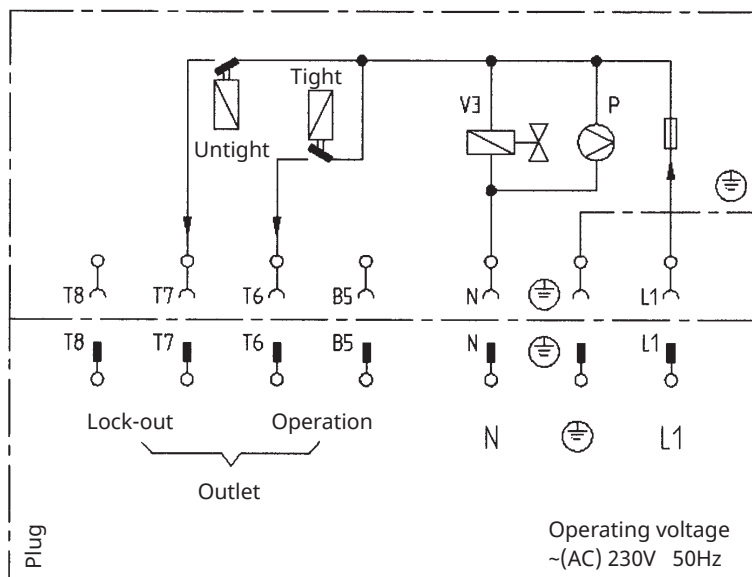 Tight
Untight
V3
P
T8 T7 T6 B5 N L1
T8 T7 T6 B5 N L1
Lock-out Operation
N L1
Outlet
Plug
Operating voltage
~(AC) 230V 50Hz